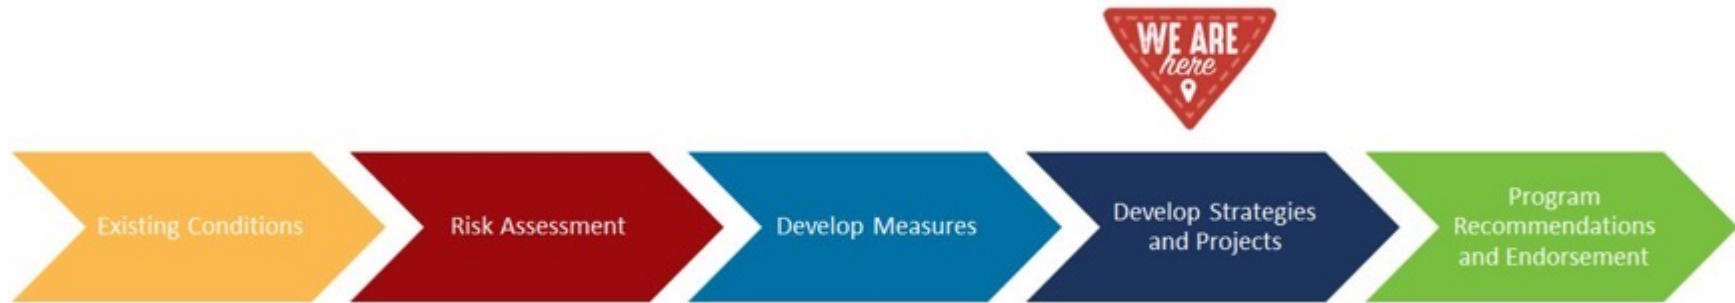 WE ARE
here
Existing Conditions
Risk Assessment
Develop Measures
Develop Strategies
and Projects
Program
Recommendations
and Endorsement